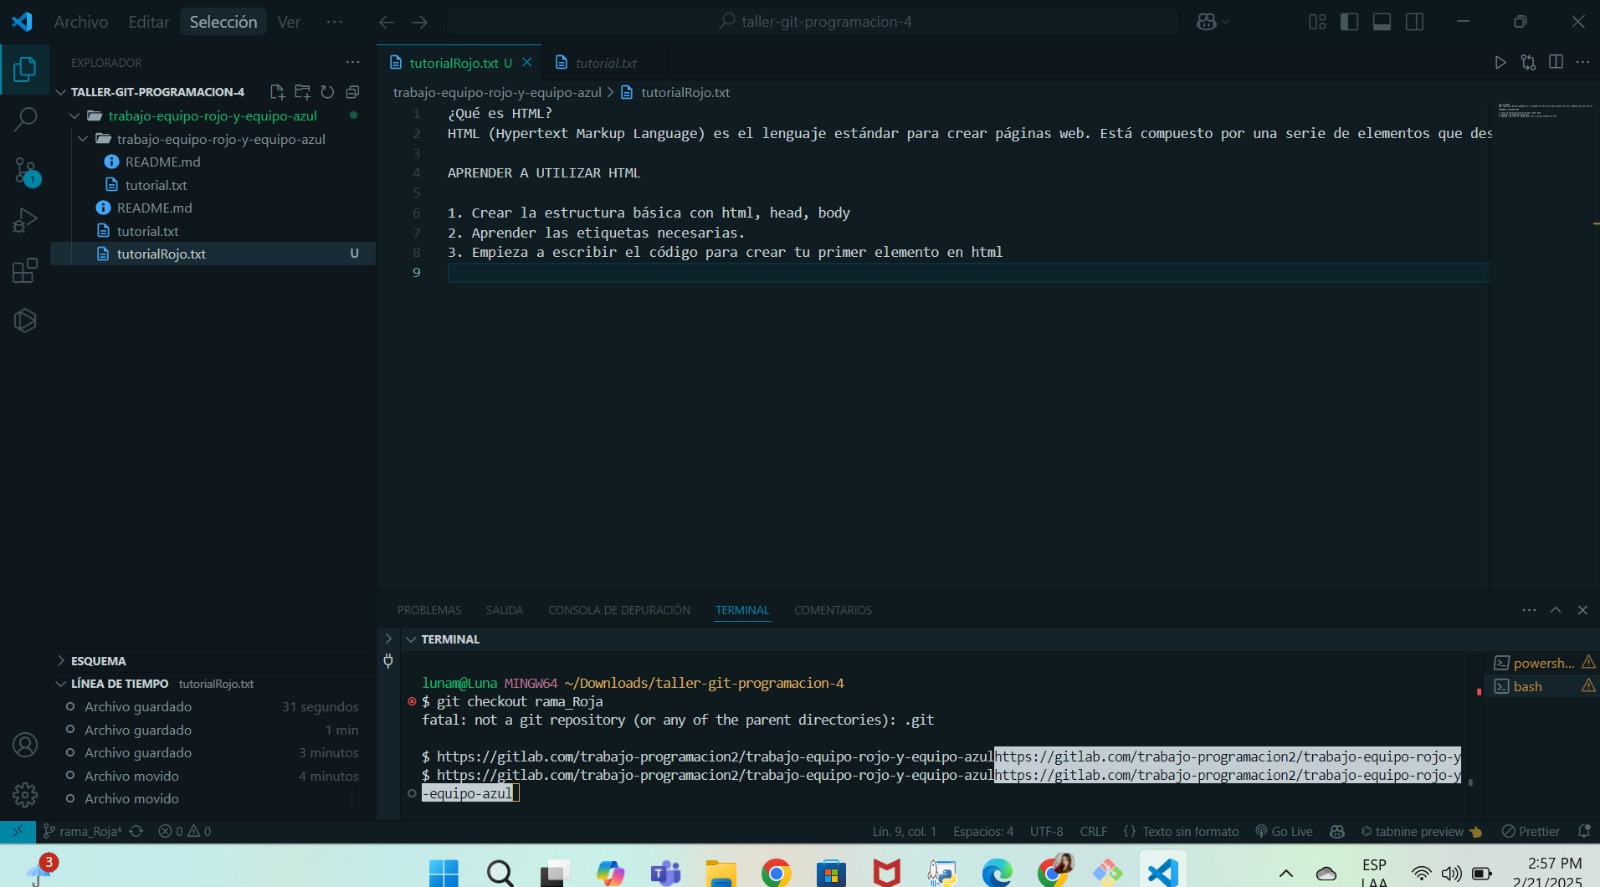 Archivo Editar Selección Ver ··· taller-git-programacion-4
EXPLORADOR ···
TALLER-GIT-PROGRAMACION-4
trabajo-equipo-rojo-y-equipo-azul
trabajo-equipo-rojo-y-equipo-azul
README.md
tutorial.txt
README.md
tutorial.txt
tutorialRojo.txt U
tutorialRojo.txt U tutorial.txt
trabajo-equipo-rojo-y-equipo-azul > tutorialRojo.txt
1 ¿Qué es HTML?
2 HTML (Hypertext Markup Language) es el lenguaje estándar para crear páginas web. Está compuesto por una serie de elementos que des
3
4 APRENDER A UTILIZAR HTML
5
6 1. Crear la estructura básica con html, head, body
7 2. Aprender las etiquetas necesarias.
8 3. Empieza a escribir el código para crear tu primer elemento en html
9
PROBLEMAS SALIDA CONSOLA DE DEPURACIÓN TERMINAL COMENTARIOS
TERMINAL
lunam@Luna MINGW64 ~/Downloads/taller-git-programacion-4
$ git checkout rama_Roja
fatal: not a git repository (or any of the parent directories): .git
$ https://gitlab.com/trabajo-programacion2/trabajo-equipo-rojo-y-equipo-azulhttps://gitlab.com/trabajo-programacion2/trabajo-equipo-rojo-y
$ https://gitlab.com/trabajo-programacion2/trabajo-equipo-rojo-y-equipo-azulhttps://gitlab.com/trabajo-programacion2/trabajo-equipo-rojo-y
-equipo-azul
powersh...
bash
ESQUEMA
LÍNEA DE TIEMPO tutorialRojo.txt
Archivo guardado 31 segundos
Archivo guardado 1 min
Archivo guardado 3 minutos
Archivo movido 4 minutos
Archivo movido
rama_Roja* 0 0 Lín. 9, col. 1 Espacios: 4 UTF-8 CRLF {} Texto sin formato Go Live tabnine preview Prettier
1
3
ESP
LAA
2:57 PM
2/21/2025